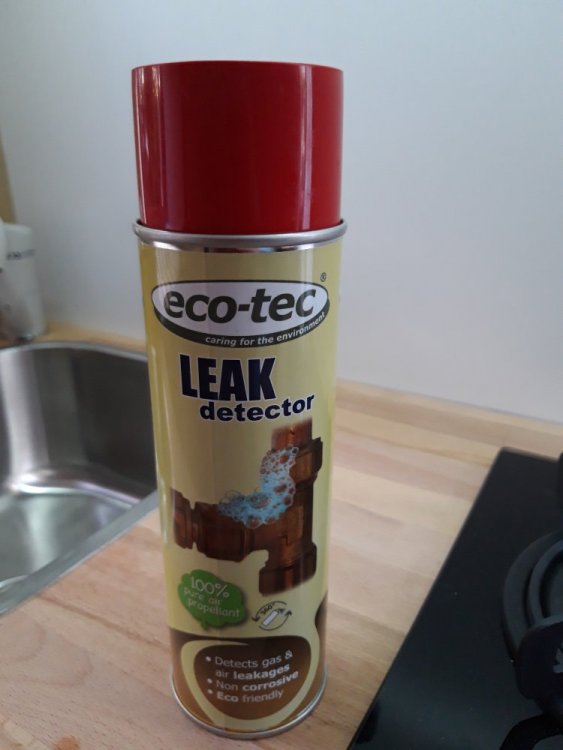 eco-tec®
caring for the environment
LEAK
detector
100%
pure air
propellant
360°
• Detects gas &
air leakages
• Non corrosive
• Eco friendly